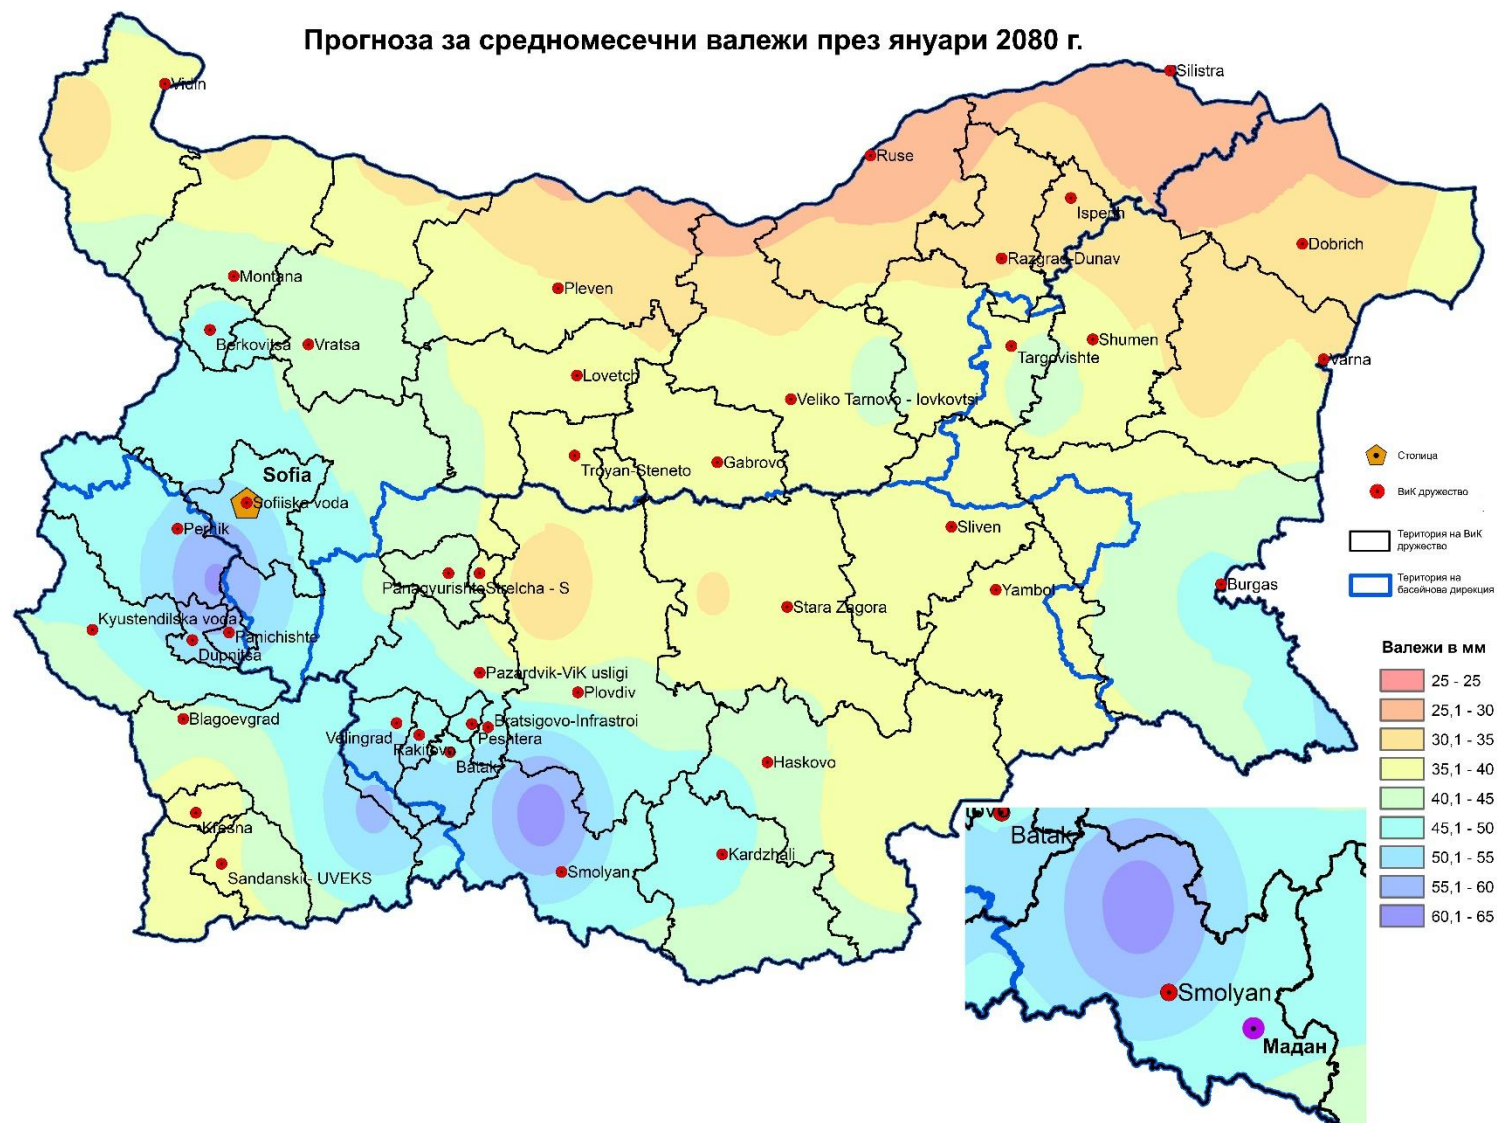 Прогноза за средномесечни валежи през януари 2080 г.
Silistra
Vidin
Ruse
Isperih
Dobrich
Razgrad-Dunav
Montana
Pleven
Berkovitsa
Vratsa
Shumen
Targovishte
Varna
Lovetch
Veliko Tarnovo - Iovkovtsi
Troyan-Steneto
Gabrovo
Sofia
Sofiiska voda
Pernik
Sliven
Panagyurishte
Strelcha - S
Stara Zagora
Yambol
Burgas
Kyustendilska voda
Panichishte
Dupnitsa
Pazardvik-ViK usligi
Plovdiv
Blagoevgrad
Velingrad
Rakitovo
Bratsigovo-Infrastroi
Peshtera
Batak
Haskovo
Kresna
Sandanski - UVEKS
Smolyan
Kardzhali
Столица
ВиК дружество
Територия на ВиК
дружество
Територия на
басейнова дирекция
Валежи в мм
25 - 25
25,1 - 30
30,1 - 35
35,1 - 40
40,1 - 45
45,1 - 50
50,1 - 55
55,1 - 60
60,1 - 65
Batak
Smolyan
Мадан